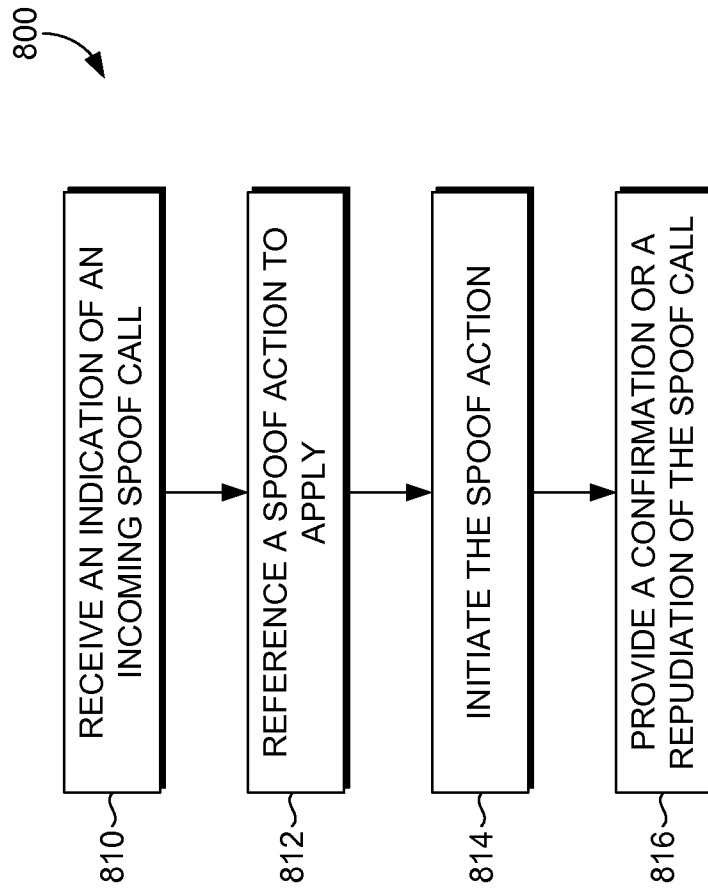 800
810
RECEIVE AN INDICATION OF AN
INCOMING SPOOF CALL
812
REFERENCE A SPOOF ACTION TO
APPLY
814
INITIATE THE SPOOF ACTION
816
PROVIDE A CONFIRMATION OR A
REPUDIATION OF THE SPOOF CALL